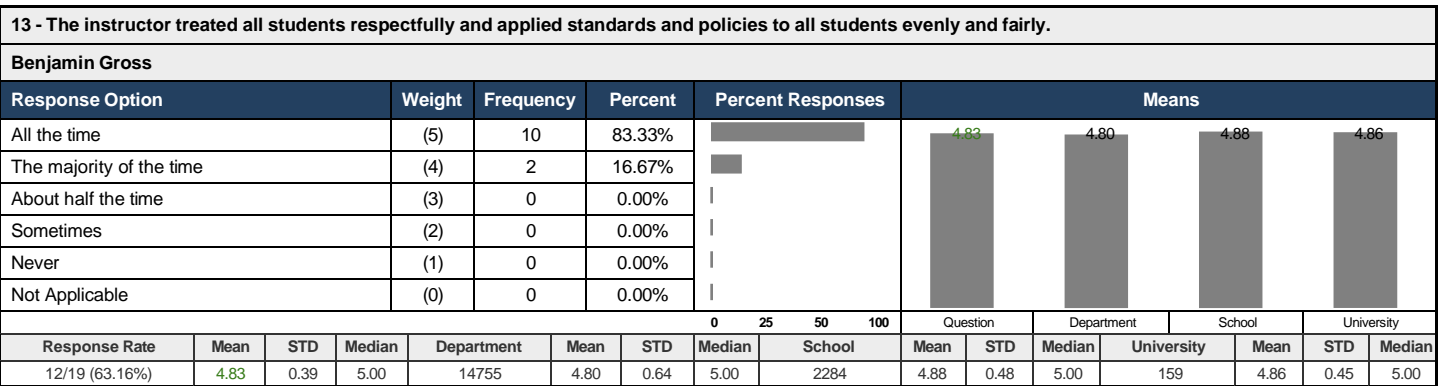 13 - The instructor treated all students respectfully and applied standards and policies to all students evenly and fairly.
Benjamin Gross
Response Option Weight Frequency Percent Percent Responses Means
All the time (5) 10 83.33% 4.83 4.80 4.88 4.86
The majority of the time (4) 2 16.67%
About half the time (3) 0 0.00%
Sometimes (2) 0 0.00%
Never (1) 0 0.00%
Not Applicable (0) 0 0.00%
0 25 50 100 Question Department School University
Response Rate Mean STD Median Department Mean STD Median School Mean STD Median University Mean STD Median
12/19 (63.16%) 4.83 0.39 5.00 14755 4.80 0.64 5.00 2284 4.88 0.48 5.00 159 4.86 0.45 5.00